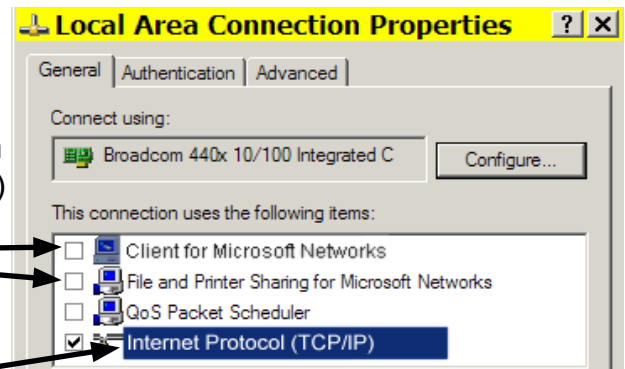 Local Area Connection Properties ? X
General Authentication Advanced
Connect using:
Broadcom 440x 10/100 Integrated C Configure...
)
This connection uses the following items:
Client for Microsoft Networks
File and Printer Sharing for Microsoft Networks
QoS Packet Scheduler
Internet Protocol (TCP/IP)